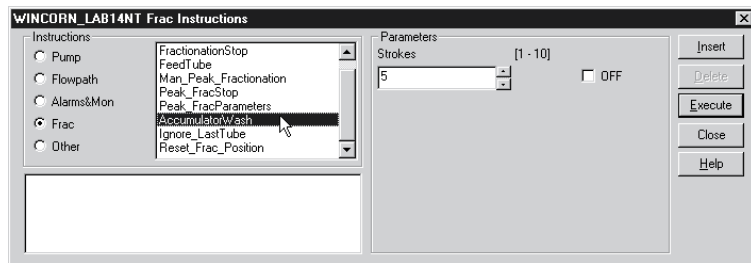 WINCORN_LAB14NT Frac Instructions
Instructions
Pump
Flowpath
Alarms&Mon
Frac
Other
FractionationStop
FeedTube
Man_Peak_Fractionation
Peak_FracStop
Peak_FracParameters
AccumulatorWash
Ignore_LastTube
Reset_Frac_Position
Parameters
Strokes [1 - 10]
5
OFF
Insert
Delete
Execute
Close
Help